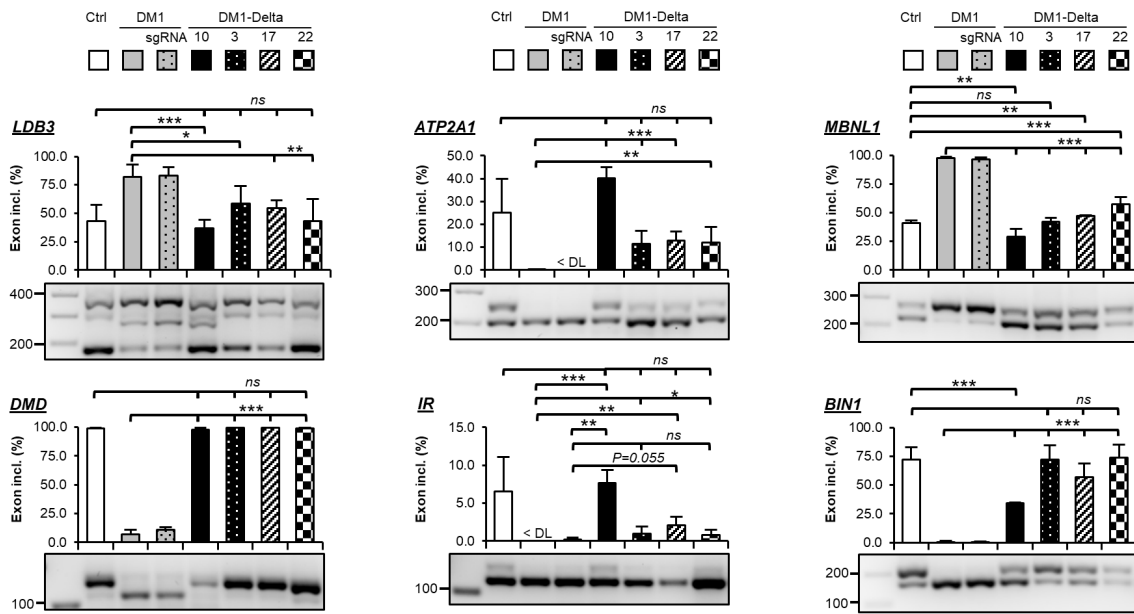 Ctrl DM1 DM1-Delta
sgRNA 10 3 17 22
Ctrl DM1 DM1-Delta
sgRNA 10 3 17 22
Ctrl DM1 DM1-Delta
sgRNA 10 3 17 22
LDB3
ns
***
*
**
Exon incl. (%)
100.0
75.0
50.0
25.0
0.0
400
200
ATP2A1
ns
***
**
Exon incl. (%)
40.0
30.0
20.0
10.0
0.0
< DL
300
200
MBNL1
**
ns
**
***
***
Exon incl. (%)
100.0
75.0
50.0
25.0
0.0
300
200
DMD
ns
***
Exon incl. (%)
100.0
75.0
50.0
25.0
0.0
100
IR
ns
***
*
**
**
ns
P=0.055
Exon incl. (%)
15.0
10.0
5.0
0.0
< DL
100
BIN1
***
ns
***
Exon incl. (%)
100.0
75.0
50.0
25.0
0.0
200
100